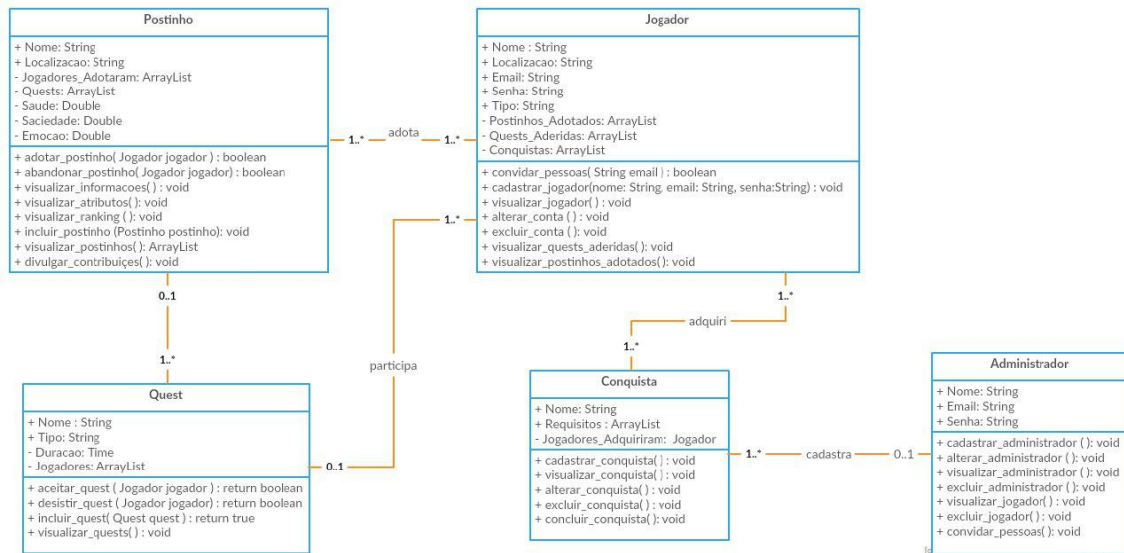 Postinho
+ Nome: String
+ Localizacao: String
- Jogadores_Adotaram: ArrayList
- Quests: ArrayList
- Saude: Double
- Saciedade: Double
- Emocao: Double
+ adotar_postinho( Jogador jogador ) : boolean
+ abandonar_postinho( Jogador jogador) : boolean
+ visualizar_informacoes( ) : void
+ visualizar_atributos( ): void
+ visualizar_ranking ( ): void
+ incluir_postinho (Postinho postinho): void
+ visualizar_postinhos( ): ArrayList
+ divulgar_contribuiçes( ): void
Jogador
+ Nome : String
+ Localizacao: String
+ Email: String
+ Senha: String
+ Tipo: String
- Postinhos_Adotados: ArrayList
- Quests_Aderidas: ArrayList
- Conquistas: ArrayList
+ convidar_pessoas( String email ) : boolean
+ cadastrar_jogador(nome: String, email: String, senha:String) : void
+ visualizar_jogador( ) : void
+ alterar_conta ( ) : void
+ excluir_conta ( ) : void
+ visualizar_quests_aderidas( ): void
+ visualizar_postinhos_adotados( ): void
1..* adota 1..*
1..*
0..1
1..*
1..*
adquiri
1..*
participa
1..*
0..1
Quest
+ Nome : String
+ Tipo: String
- Duracao: Time
- Jogadores: ArrayList
+ aceitar_quest ( Jogador jogador ) : return boolean
+ desistir_quest ( Jogador jogador) : return boolean
+ incluir_quest( Quest quest ) : return true
+ visualizar_quests( ) : void
Conquista
+ Nome: String
+ Requisitos : ArrayList
- Jogadores_Adquiriram: Jogador
+ cadastrar_conquista( ) : void
+ visualizar_conquista( ) : void
+ alterar_conquista( ) : void
+ excluir_conquista( ) : void
+ concluir_conquista( ): void
1..* cadastra 0..1
Administrador
+ Nome: String
+ Email: String
+ Senha: String
+ cadastrar_administrador ( ): void
+ alterar_administrador ( ): void
+ visualizar_administrador ( ): void
+ excluir_administrador ( ): void
+ visualizar_jogador( ) : void
+ excluir_jogador( ) : void
+ convidar_pessoas( ): void